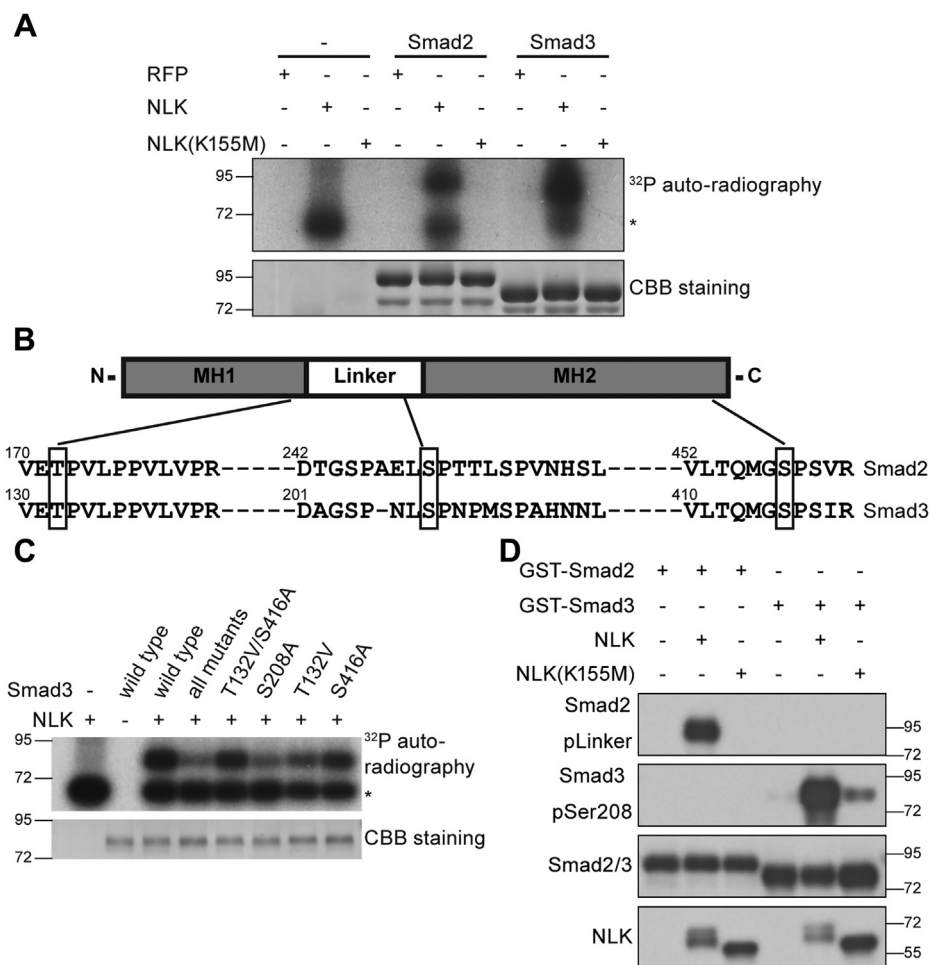 A
- Smad2 Smad3
RFP + - - + - - + - -
NLK - + - - + - - + -
NLK(K155M) - - + - - + - - +
95
32P auto-radiography
72
*
95
CBB staining
72
B
N- MH1 Linker MH2 -C
170 242 452
VETPVLPPVLVPR-----DTGSPAELSPTTLSPVNHSL-----VLTQMGSPSVR Smad2
130 201 410
VETPVLPPVLVPR-----DAGSP-NLSPNPMSPAHNNL-----VLTQMGSPSIR Smad3
C
Smad3 - wild type wild type all mutants T132V/S416A S208A T132V S416A
NLK + - + + + + + +
95
32P auto-
radiography
72
*
95
CBB staining
72
D
GST-Smad2 + + + - - -
GST-Smad3 - - - + + +
NLK - + - - + -
NLK(K155M) - - + - - +
Smad2
pLinker
95
72
Smad3
pSer208
95
72
Smad2/3
95
72
NLK
72
55